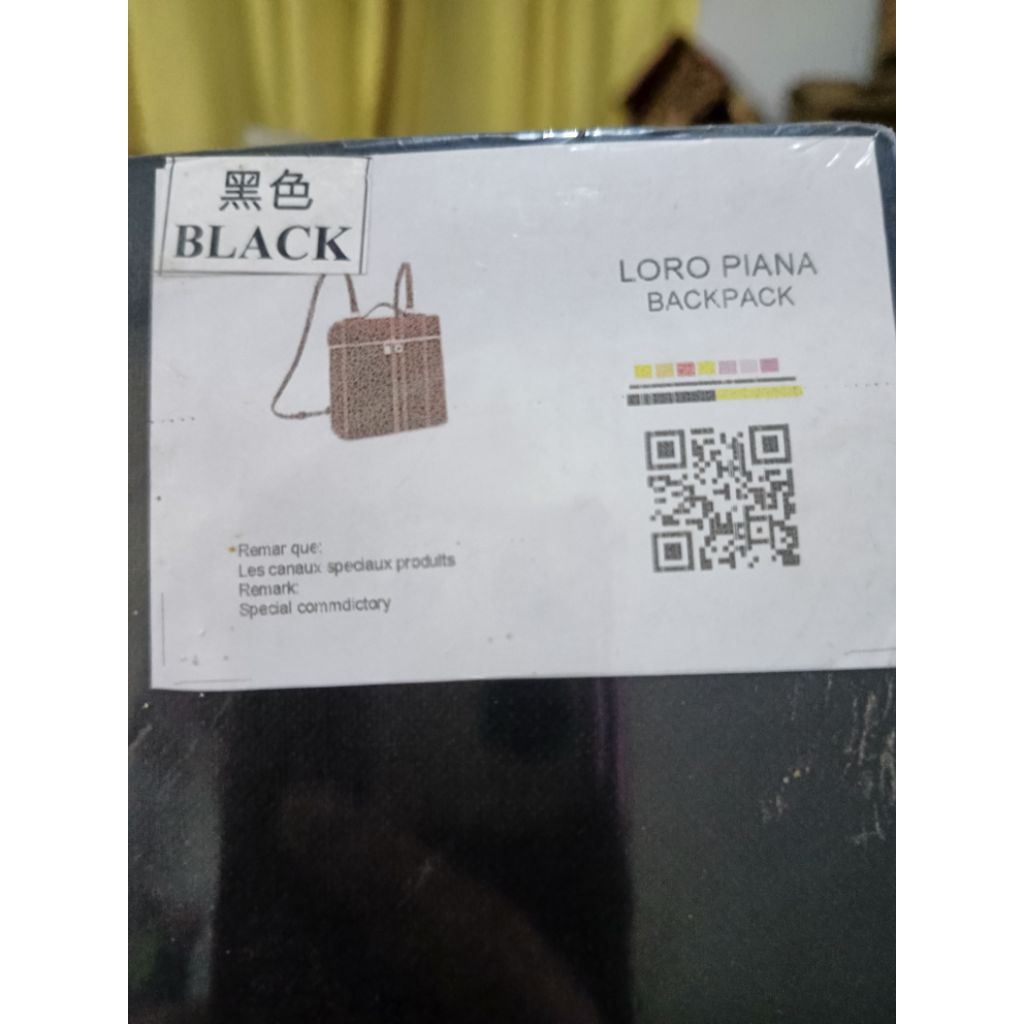 黑色
BLACK
LORO PIANA
BACKPACK
*Remar que:
Les canaux speciaux produits
Remark:
Special commdictory